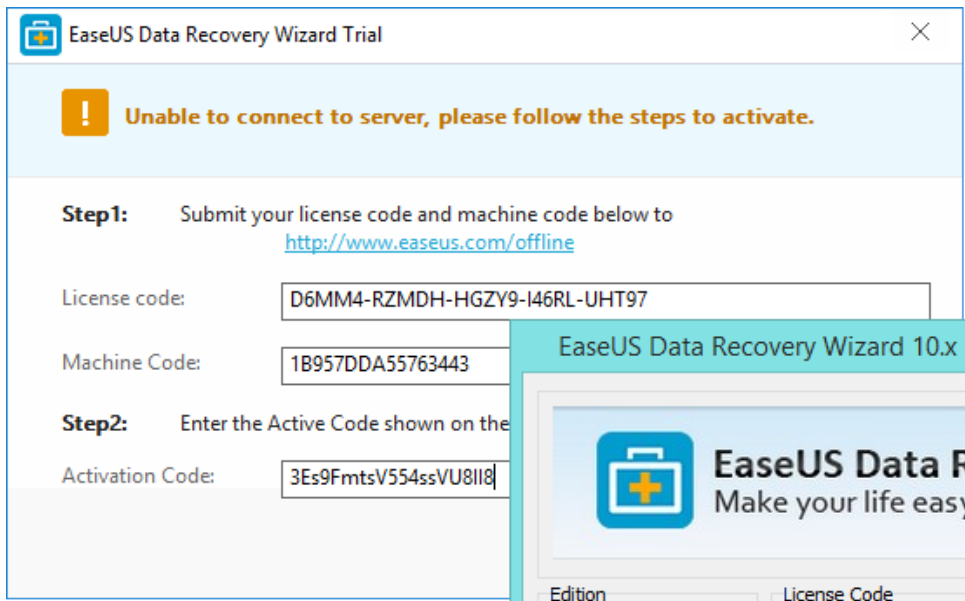 EaseUS Data Recovery Wizard Trial
!
Unable to connect to server, please follow the steps to activate.
Step1: Submit your license code and machine code below to
http://www.easeus.com/offline
License code: D6MM4-RZMDH-HGZY9-I46RL-UHT97
Machine Code: 1B957DDA55763443
Step2: Enter the Active Code shown on the
Activation Code:
EaseUS Data Recovery Wizard 10.x
EaseUS Data
Make your life easy
Edition
License Code